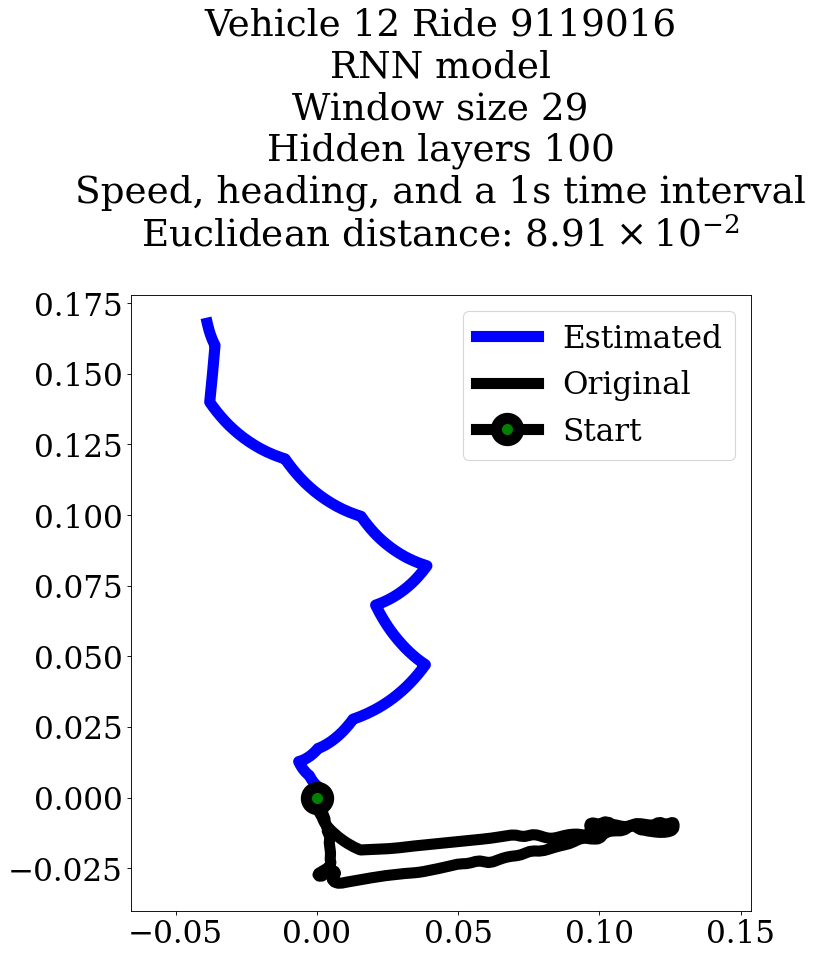 Vehicle 12 Ride 9119016
RNN model
Window size 29
Hidden layers 100
Speed, heading, and a 1s time interval
Euclidean distance: 8.91 × 10⁻²
0.175
0.150
0.125
0.100
0.075
0.050
0.025
0.000
−0.025
Estimated
Original
Start
−0.05 0.00 0.05 0.10 0.15